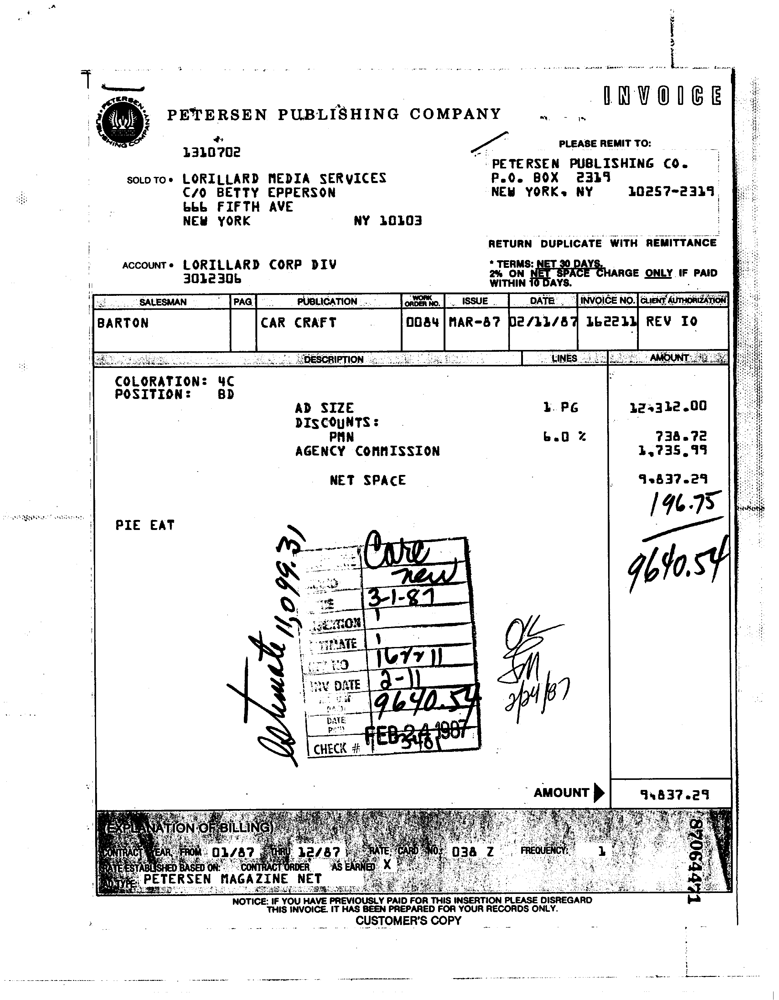 INVOICE
PETERSEN PUBLISHING COMPANY
PLEASE REMIT TO:
1310702
PETERSEN PUBLISHING CO.
SOLD TO • LORILLARD MEDIA SERVICES
P.O. BOX 2319
C/O BETTY EPPERSON
NEW YORK, NY 10257-2319
666 FIFTH AVE
NEW YORK NY 10103
RETURN DUPLICATE WITH REMITTANCE
ACCOUNT • LORILLARD CORP DIV
3012306
* TERMS: NET 30 DAYS.
2% ON NET SPACE CHARGE ONLY IF PAID
WITHIN 10 DAYS.
SALESMAN PAG PUBLICATION WORK ORDER NO. ISSUE DATE INVOICE NO. CLIENT AUTHORIZATION
BARTON CAR CRAFT 0084 MAR-87 02/11/87 162211 REV IO
DESCRIPTION LINES AMOUNT
COLORATION: 4C
POSITION: BD
AD SIZE 1 PG 12,312.00
DISCOUNTS:
PMN 6.0 % 738.72
AGENCY COMMISSION 1,735.99
NET SPACE 9,837.29
196.75
PIE EAT
9640.54
Estimate 11,099.31
new
3-1-87
1
1
INV DATE 2-11
9640.54
DATE
FEB 24 1987
CHECK #
OK
2/24/87
AMOUNT 9,837.29
(EXPLANATION OF BILLING)
CONTRACT YEAR FROM 01/87 THRU 12/87 RATE CARD NO. 038 Z FREQUENCY: 1
RATE ESTABLISHED BASED ON: CONTRACT ORDER AS EARNED X
PETERSEN MAGAZINE NET
87064471
NOTICE: IF YOU HAVE PREVIOUSLY PAID FOR THIS INSERTION PLEASE DISREGARD
THIS INVOICE. IT HAS BEEN PREPARED FOR YOUR RECORDS ONLY.
CUSTOMER'S COPY